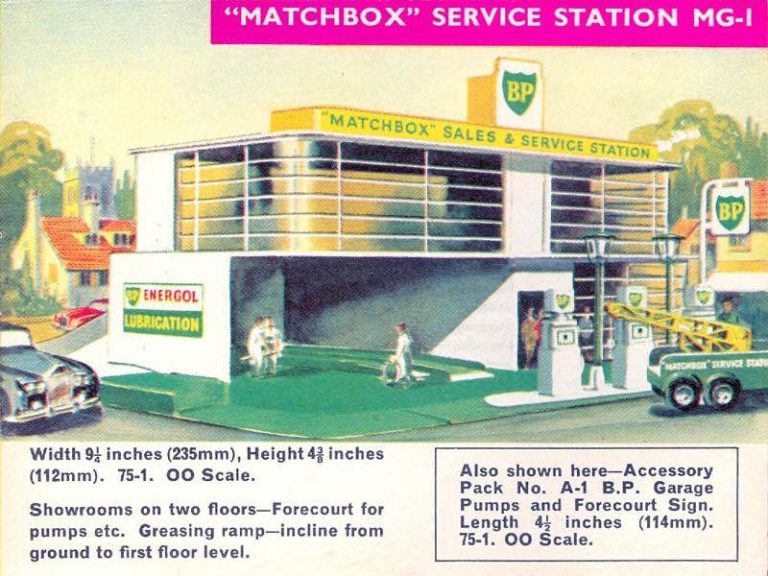 "MATCHBOX" SERVICE STATION MG-1
BP
"MATCHBOX" SALES & SERVICE STATION
BP
BP ENERGOL
LUBRICATION
BP
BP
BP
"MATCHBOX" SERVICE STATION
Width 9¼ inches (235mm), Height 4⅜ inches
(112mm). 75-1. OO Scale.
Showrooms on two floors—Forecourt for
pumps etc. Greasing ramp—incline from
ground to first floor level.
Also shown here—Accessory
Pack No. A-1 B.P. Garage
Pumps and Forecourt Sign.
Length 4½ inches (114mm).
75-1. OO Scale.